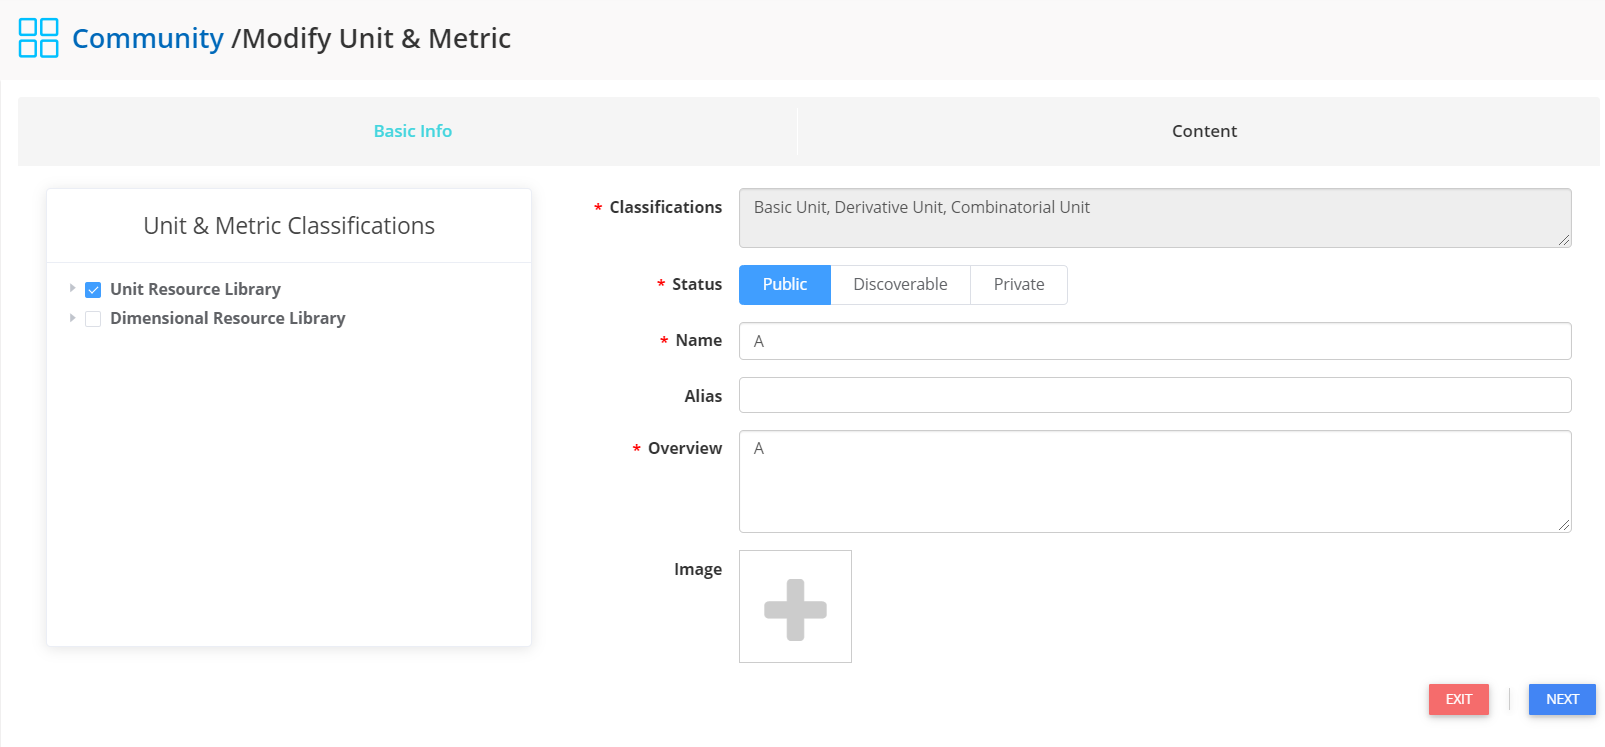 Community /Modify Unit & Metric
Basic Info
Content
Unit & Metric Classifications
Unit Resource Library
Dimensional Resource Library
* Classifications
Basic Unit, Derivative Unit, Combinatorial Unit
* Status
Public
Discoverable
Private
* Name
A
Alias
* Overview
A
Image
EXIT
NEXT